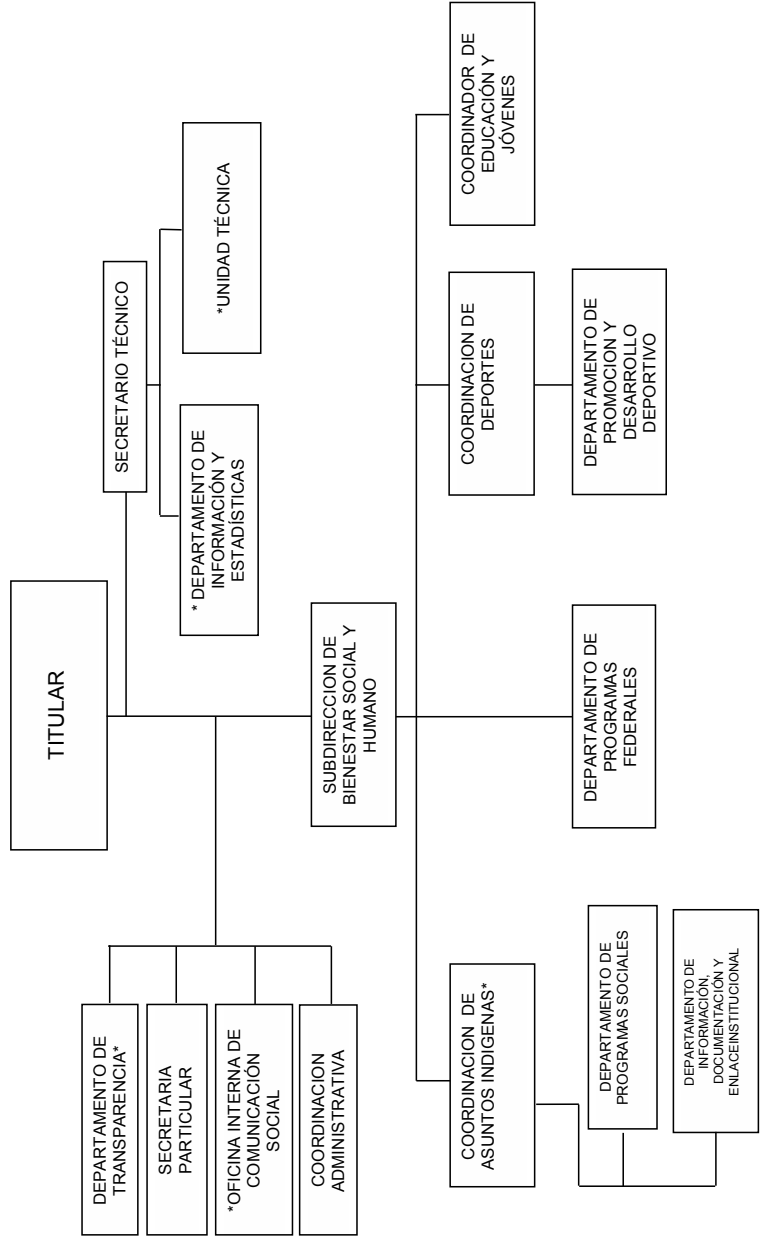 TITULAR
SECRETARIO TÉCNICO
* DEPARTAMENTO DE
INFORMACIÓN Y
ESTADÍSTICAS
*UNIDAD TÉCNICA
DEPARTAMENTO DE
TRANSPARENCIA*
SECRETARIA
PARTICULAR
*OFICINA INTERNA DE
COMUNICACIÓN
SOCIAL
COORDINACION
ADMINISTRATIVA
SUBDIRECCION DE
BIENESTAR SOCIAL Y
HUMANO
COORDINACION DE
ASUNTOS INDIGENAS*
DEPARTAMENTO DE
PROGRAMAS SOCIALES
DEPARTAMENTO DE
INFORMACIÓN,
DOCUMENTACIÓN Y
ENLACEINSTITUCIONAL
DEPARTAMENTO DE
PROGRAMAS
FEDERALES
COORDINACION DE
DEPORTES
DEPARTAMENTO DE
PROMOCION Y
DESARROLLO
DEPORTIVO
COORDINADOR DE
EDUCACIÓN Y
JÓVENES